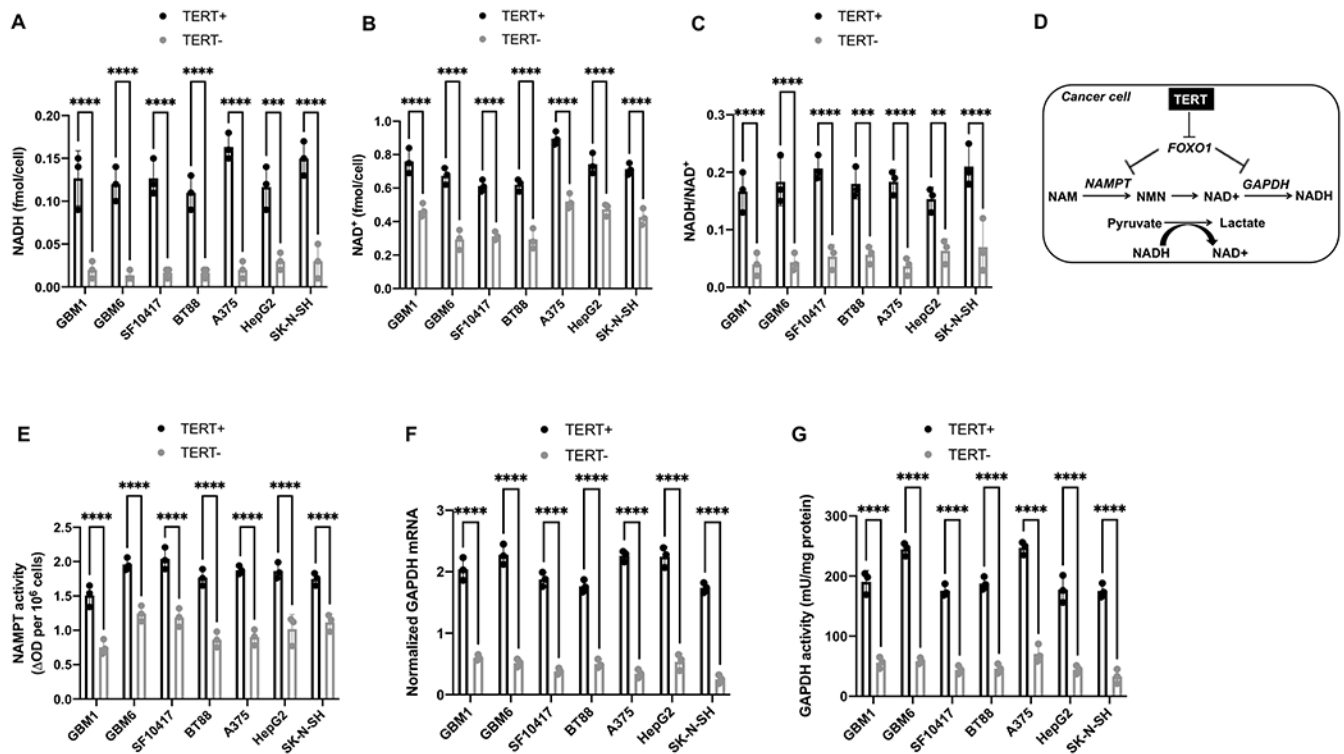 A
TERT+
TERT-
**** **** **** **** **** *** ****
NADH (fmol/cell)
0.20
0.15
0.10
0.05
0.00
GBM1 GBM6 SF10417 BT88 A375 HepG2 SK-N-SH
B
TERT+
TERT-
**** **** **** **** **** **** ****
NAD+ (fmol/cell)
1.0
0.8
0.6
0.4
0.2
0.0
GBM1 GBM6 SF10417 BT88 A375 HepG2 SK-N-SH
C
TERT+
TERT-
**** **** **** *** **** ** ****
NADH/NAD+
0.3
0.2
0.1
0.0
GBM1 GBM6 SF10417 BT88 A375 HepG2 SK-N-SH
D
Cancer cell
TERT
FOXO1
NAMPT GAPDH
NAM NMN NAD+ NADH
Pyruvate Lactate
NADH NAD+
E
TERT+
TERT-
**** **** **** **** **** **** ****
NAMPT activity
(ΔOD per 10⁶ cells)
2.5
2.0
1.5
1.0
0.5
0.0
GBM1 GBM6 SF10417 BT88 A375 HepG2 SK-N-SH
F
TERT+
TERT-
**** **** **** **** **** **** ****
Normalized GAPDH mRNA
3
2
1
0
GBM1 GBM6 SF10417 BT88 A375 HepG2 SK-N-SH
G
TERT+
TERT-
**** **** **** **** **** **** ****
GAPDH activity (mU/mg protein)
300
200
100
0
GBM1 GBM6 SF10417 BT88 A375 HepG2 SK-N-SH